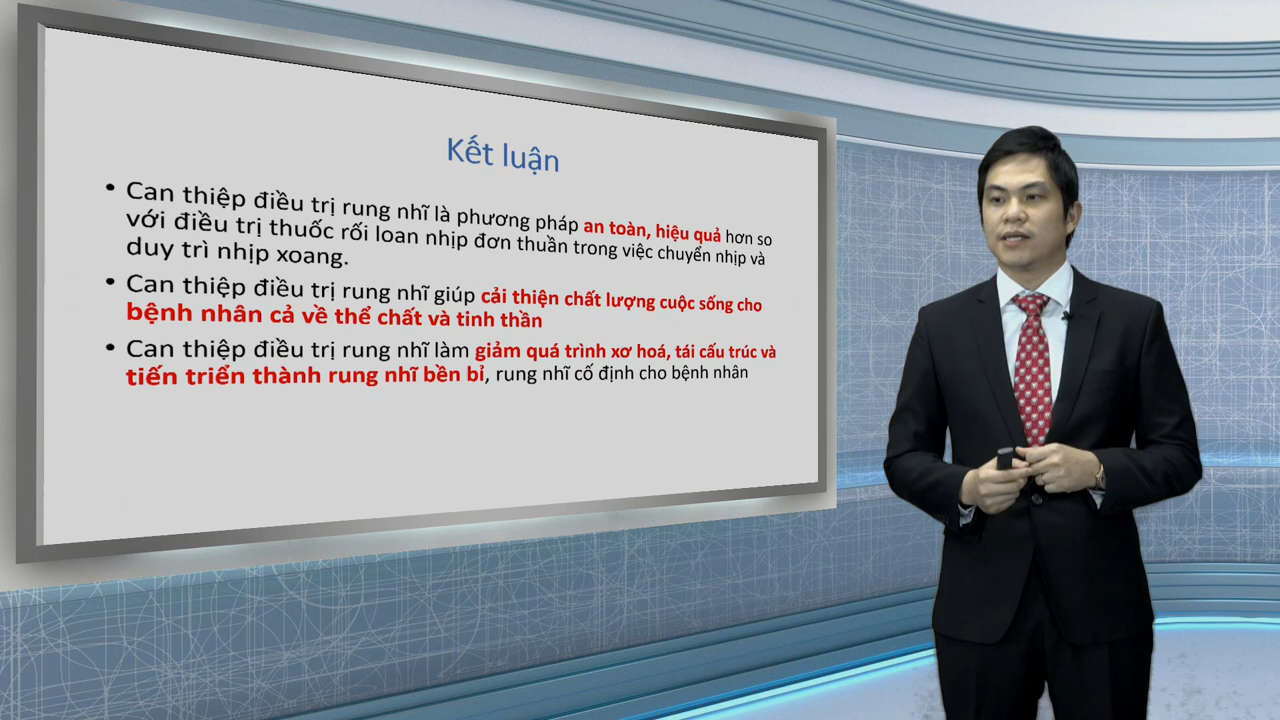 Kết luận
• Can thiệp điều trị rung nhĩ là phương pháp an toàn, hiệu quả hơn so
với điều trị thuốc rối loan nhịp đơn thuần trong việc chuyển nhịp và
duy trì nhịp xoang.
• Can thiệp điều trị rung nhĩ giúp cải thiện chất lượng cuộc sống cho
bệnh nhân cả về thể chất và tinh thần
• Can thiệp điều trị rung nhĩ làm giảm quá trình xơ hoá, tái cấu trúc và
tiến triển thành rung nhĩ bền bỉ, rung nhĩ cố định cho bệnh nhân